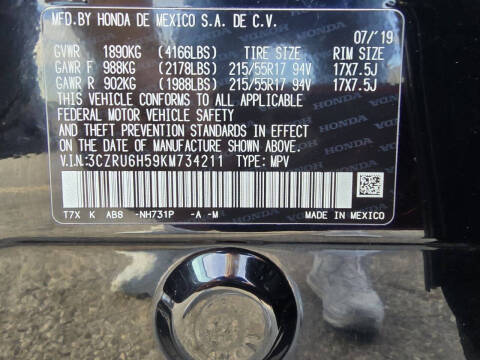 MFD.BY HONDA DE MEXICO S.A. DE C.V.
07/'19
GVWR 1890KG (4166LBS) TIRE SIZE RIM SIZE
GAWR F 988KG (2178LBS) 215/55R17 94V 17X7.5J
GAWR R 902KG (1988LBS) 215/55R17 94V 17X7.5J
THIS VEHICLE CONFORMS TO ALL APPLICABLE
FEDERAL MOTOR VEHICLE SAFETY
AND THEFT PREVENTION STANDARDS IN EFFECT
ON THE DATE OF MANUFACTURE SHOWN ABOVE.
V.I.N:3CZRU6H59KM734211 TYPE: MPV
T7X K AB8 -NH731P -A -M MADE IN MEXICO